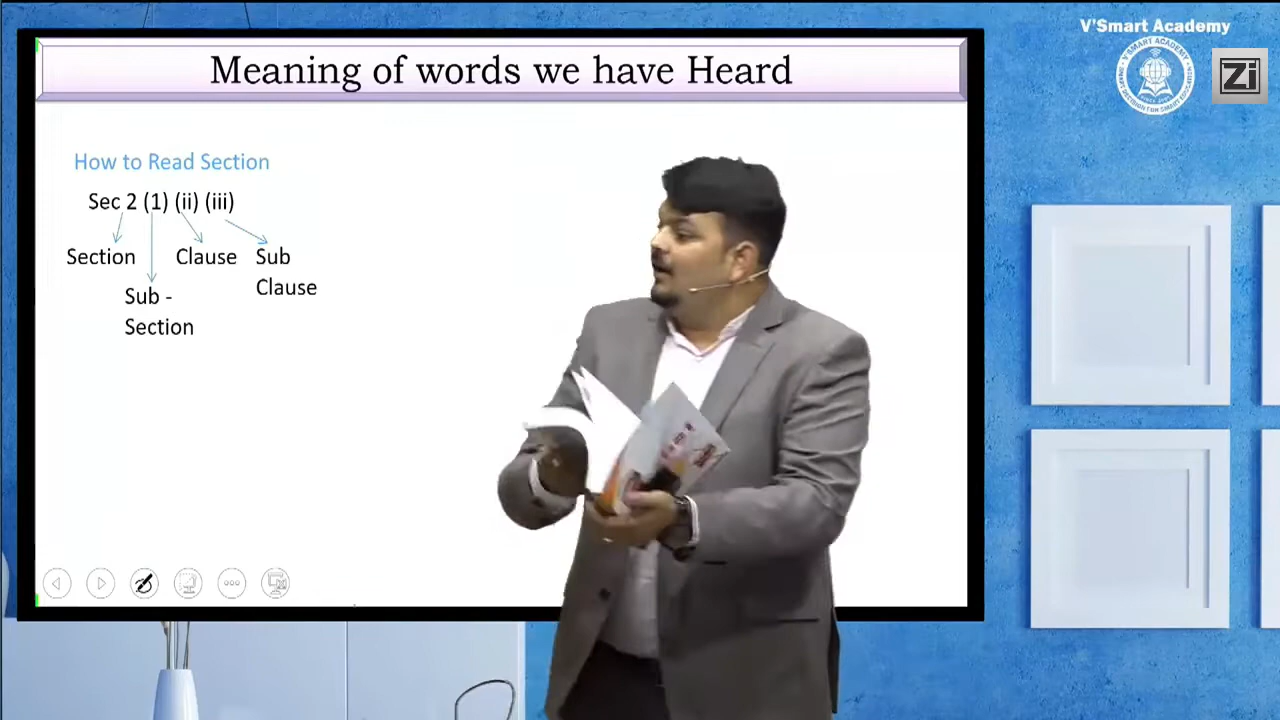 V'Smart Academy
Zi
Meaning of words we have Heard
How to Read Section
Sec 2 (1) (ii) (iii)
Section
Clause
Sub
Clause
Sub -
Section